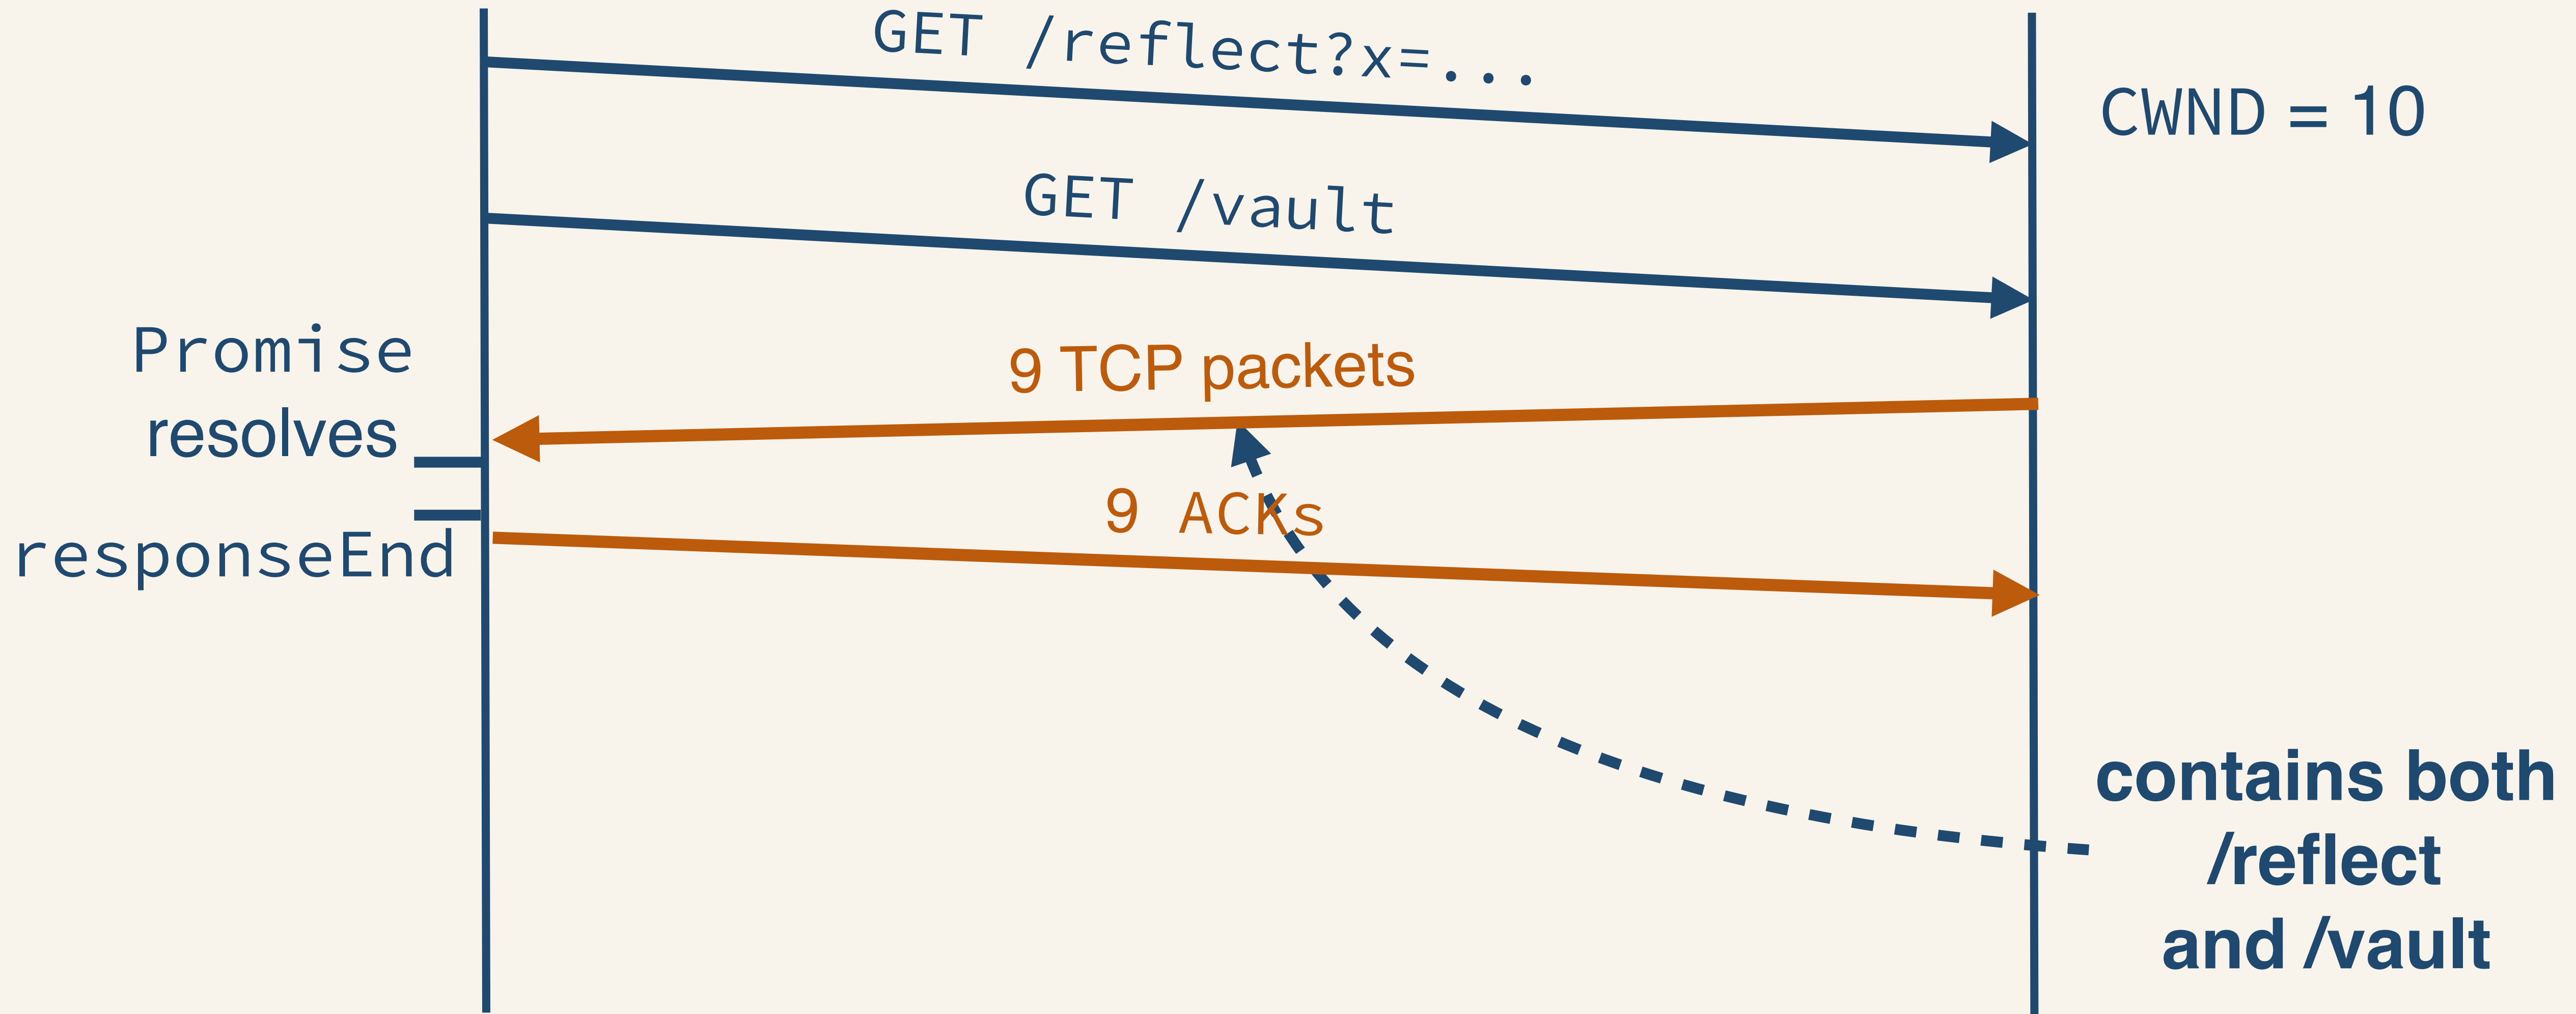 GET /reflect?x=...
CWND = 10
GET /vault
Promise
resolves
9 TCP packets
9 ACKs
responseEnd
contains both
/reflect
and /vault